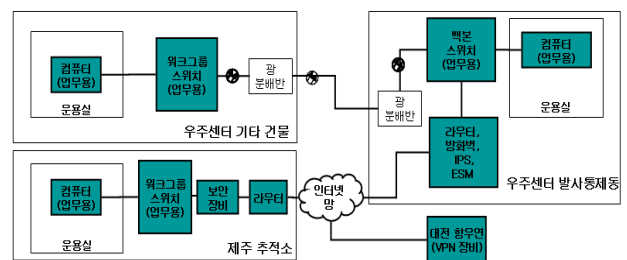 컴퓨터
(업무용)
운용실
워크그룹
스위치
(업무용)
광
분배반
우주센터 기타 건물
광
분배반
백본
스위치
(업무용)
컴퓨터
(업무용)
운용실
라우터,
방화벽,
IPS,
ESM
우주센터 발사통제동
컴퓨터
(업무용)
운용실
워크그룹
스위치
(업무용)
보안
장비
라우터
제주 추적소
인터넷
망
대전 항우연
(VPN 장비)